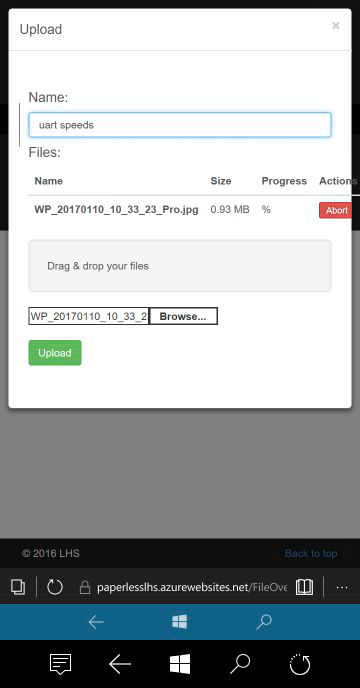 Upload ×
Name:
uart speeds
Files:
Name Size Progress Actions
WP_20170110_10_33_23_Pro.jpg 0.93 MB % Abort
Drag & drop your files
WP_20170110_10_33_2 Browse...
Upload
© 2016 LHS Back to top
paperlesslhs.azurewebsites.net/FileOve